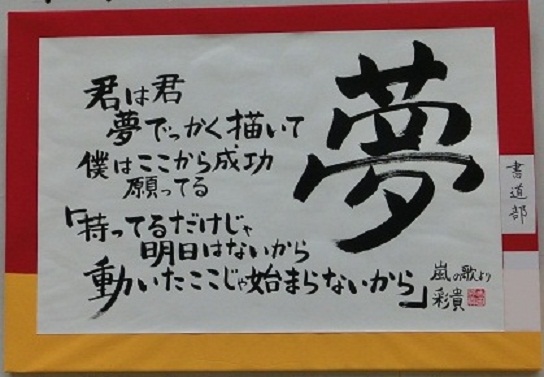 夢
君は君
夢でっかく描いて
僕はここから成功
願ってる
「持ってるだけじゃ
明日はないから
動いたここじゃ始まらないから」
嵐の歌より
彩貴
書道部